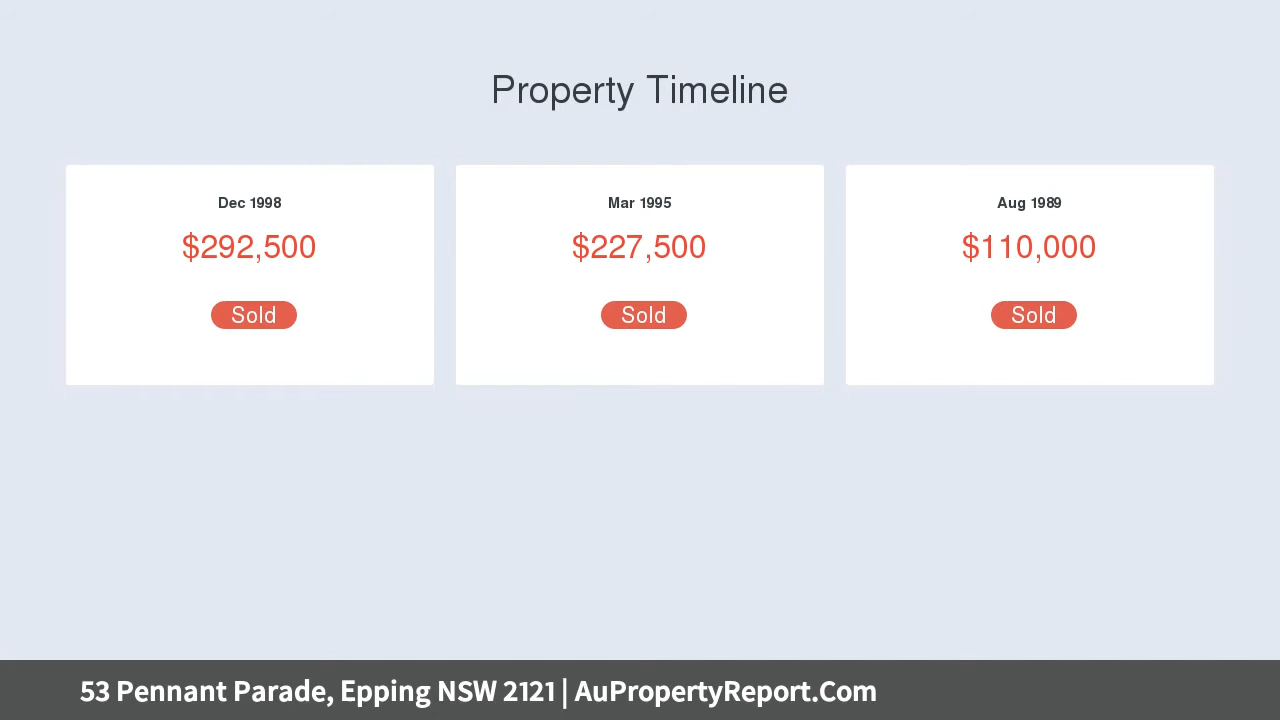 Property Timeline
Dec 1998
$292,500
Sold
Mar 1995
$227,500
Sold
Aug 1989
$110,000
Sold
53 Pennant Parade, Epping NSW 2121 | AuPropertyReport.Com